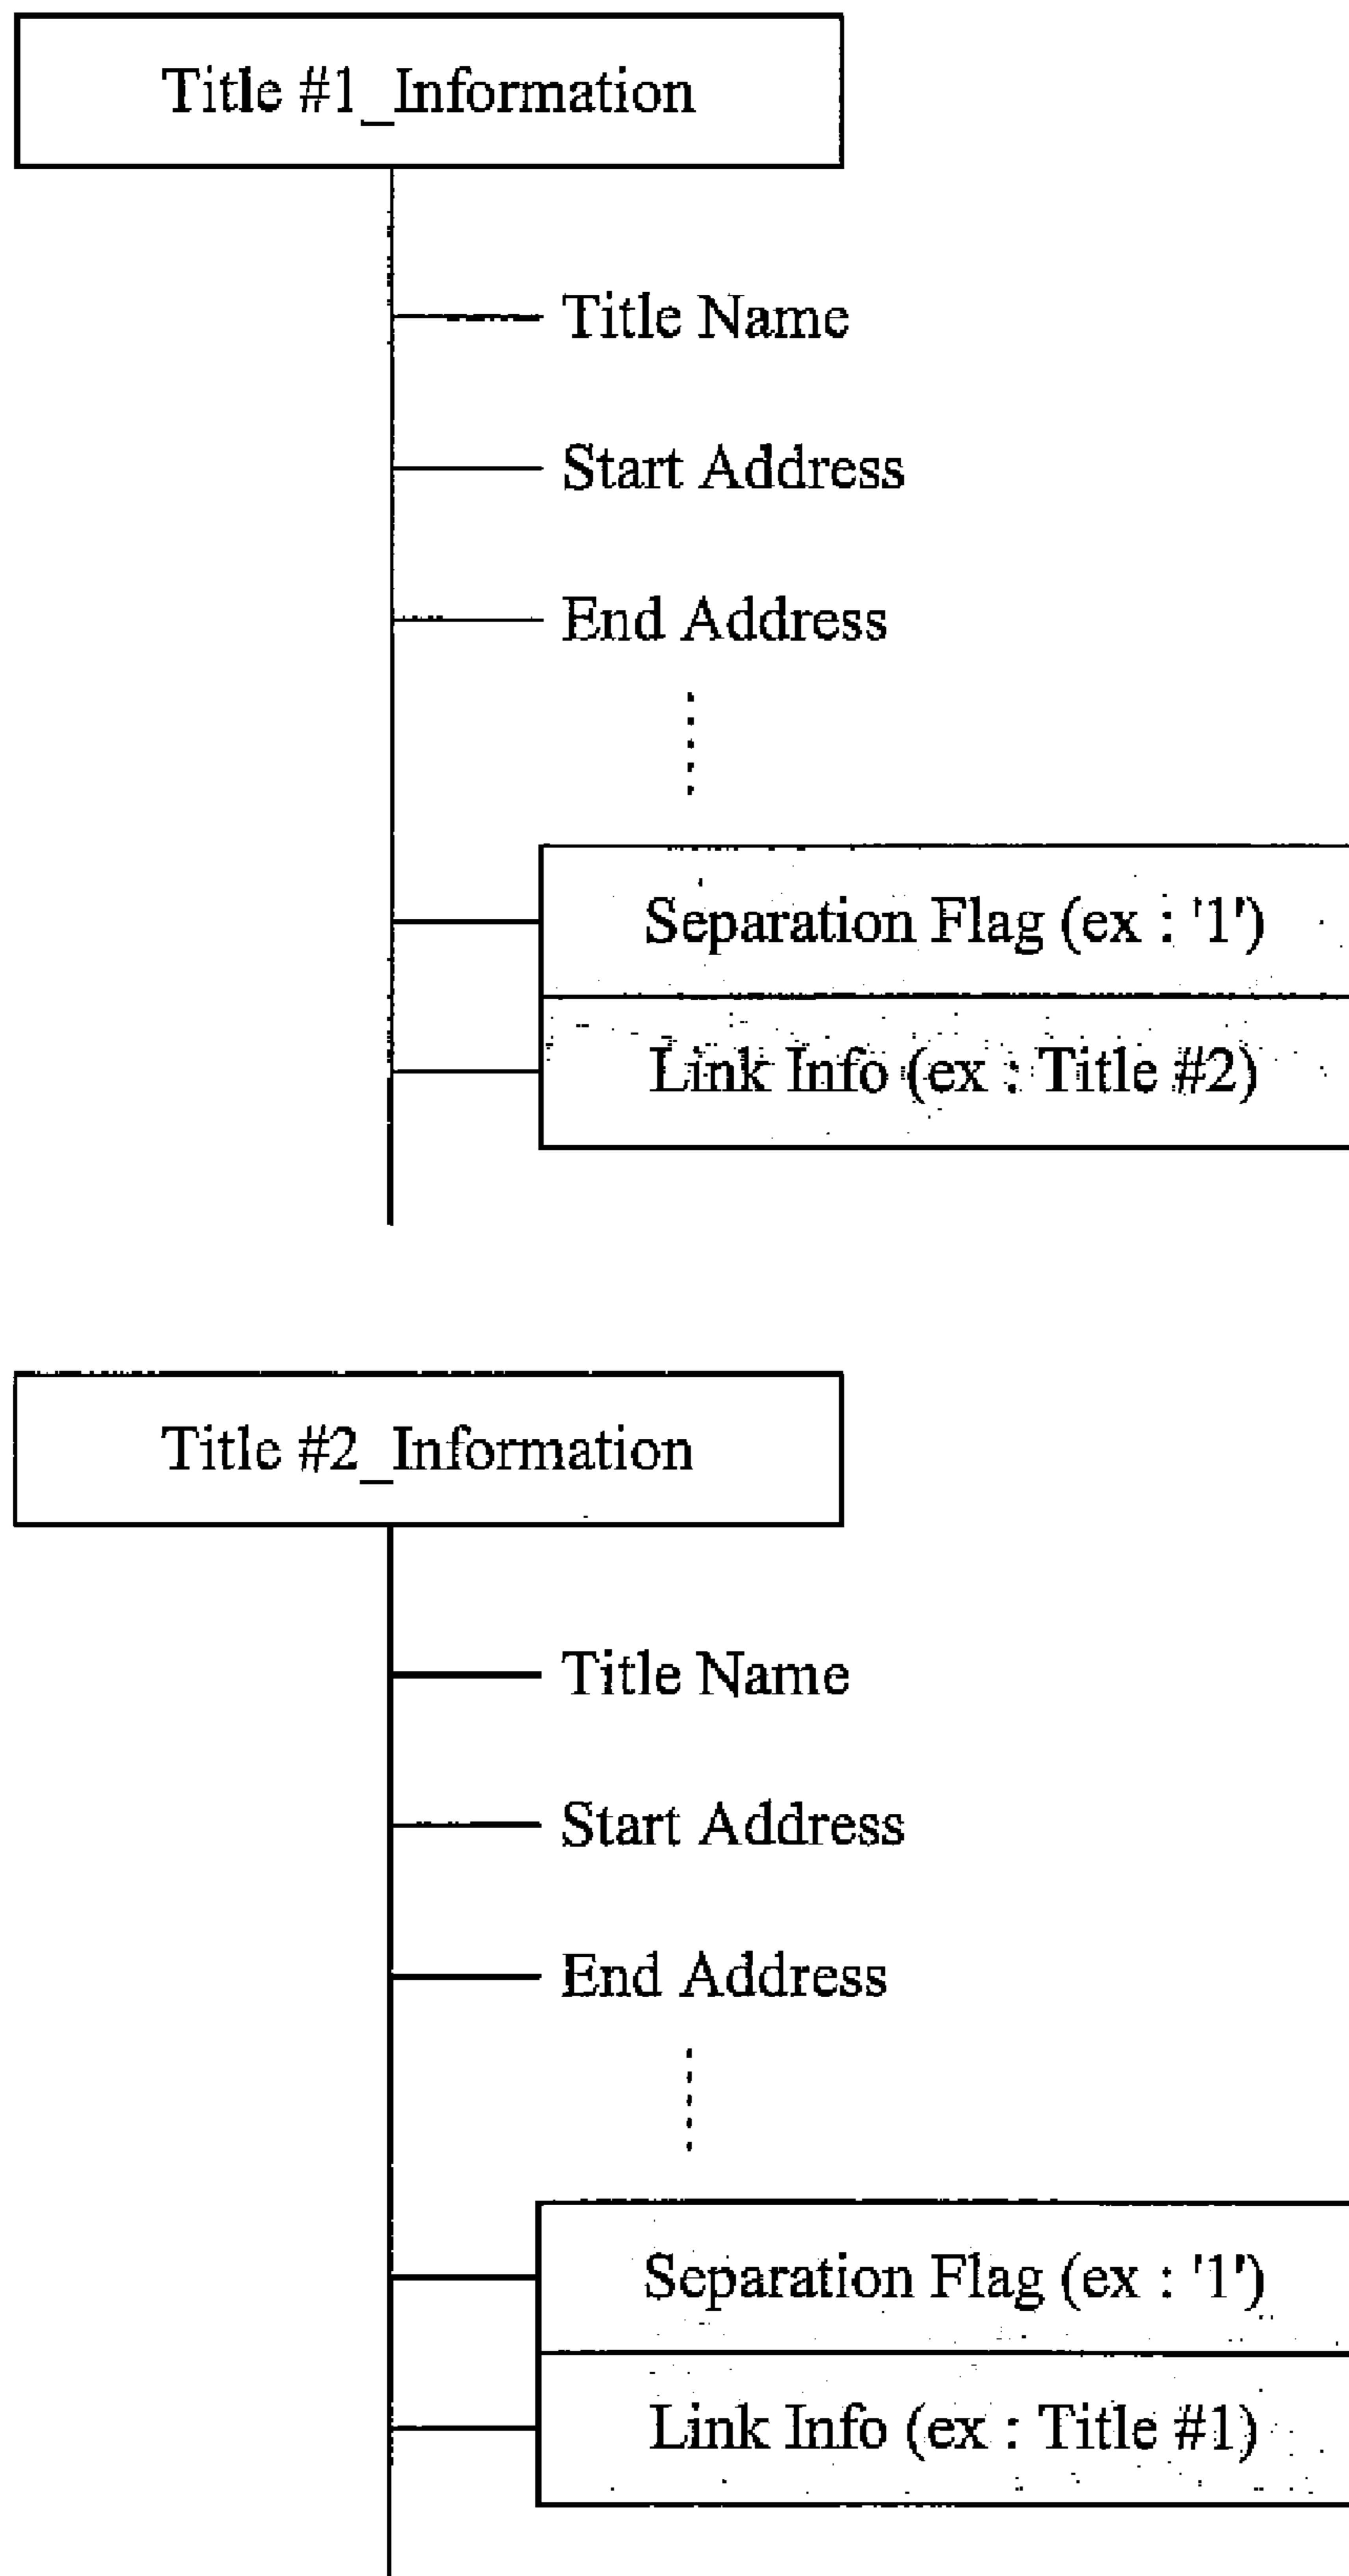 Title #1_Information
Title Name
Start Address
End Address
Separation Flag (ex : '1')
Link Info (ex : Title #2)
Title #2_Information
Title Name
Start Address
End Address
Separation Flag (ex : '1')
Link Info (ex : Title #1)